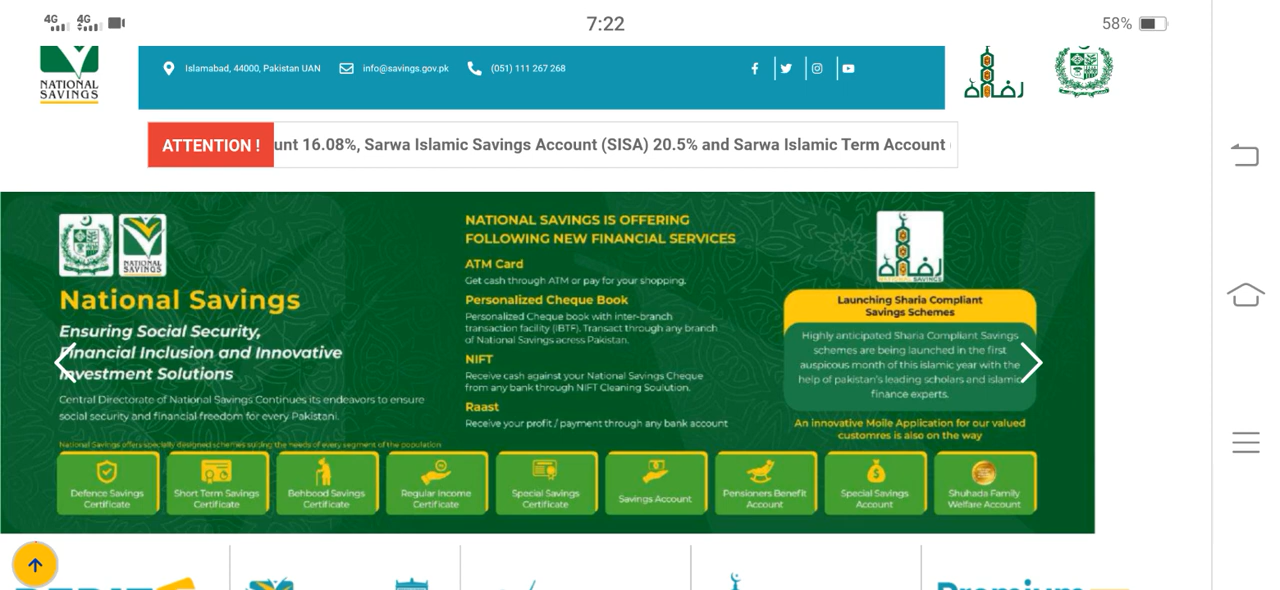 4G 4G 7:22 58%
NATIONAL
SAVINGS
Islamabad, 44000, Pakistan UAN info@savings.gov.pk (051) 111 267 268
ATTENTION ! unt 16.08%, Sarwa Islamic Savings Account (SISA) 20.5% and Sarwa Islamic Term Account
NATIONAL
SAVINGS
National Savings
Ensuring Social Security,
Financial Inclusion and Innovative
Investment Solutions
Central Directorate of National Savings Continues its endeavors to ensure
social security and financial freedom for every Pakistani.
National Savings offers specially designed schemes suiding the needs of every segment of the population
NATIONAL SAVINGS IS OFFERING
FOLLOWING NEW FINANCIAL SERVICES
ATM Card
Get cash through ATM or pay for your shopping.
Personalized Cheque Book
Personalized Cheque book with inter-branch
transaction facility (IBTF). Transact through any branch
of National Savings across Pakistan.
NIFT
Receive cash against your National Savings Cheque
from any bank through NIFT Cleaning Soulution.
Raast
Receive your profit / payment through any bank account
Launching Sharia Compliant
Savings Schemes
Highly anticipated Sharia Compliant Savings
schemes are being launched in the first
auspicous month of this islamic year with the
help of pakistan's leading scholars and islamic
finance experts.
An innovative Moile Application for our valued
customres is also on the way
Defence Savings
Certificate
Short Term Savings
Certificate
Behbood Savings
Certificate
Regular Income
Certificate
Special Savings
Certificate
Savings Account
Pensioners Benefit
Account
Special Savings
Account
Shuhada Family
Welfare Account
Premium